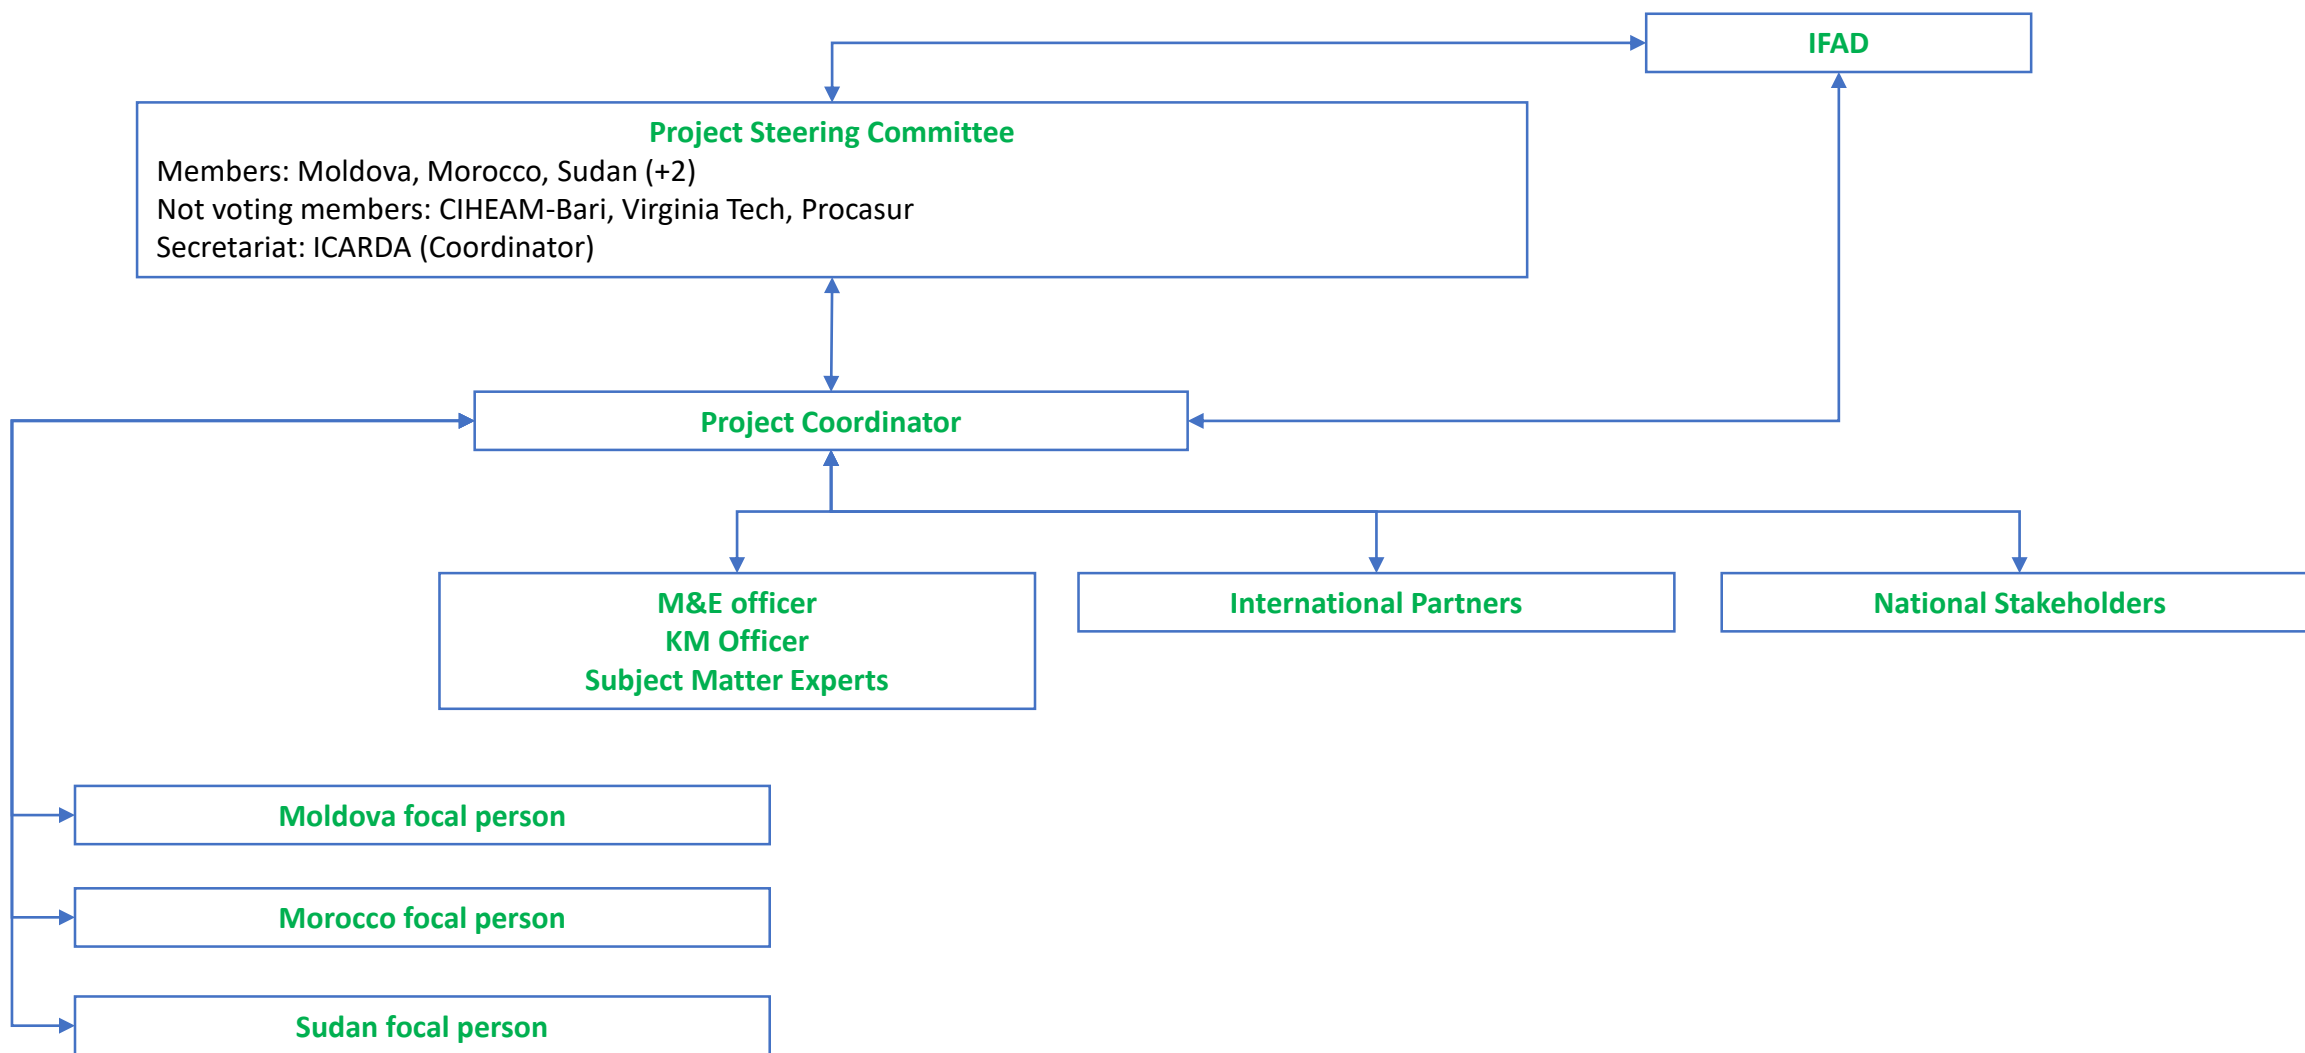 IFAD
Project Steering Committee
Members: Moldova, Morocco, Sudan (+2)
Not voting members: CIHEAM-Bari, Virginia Tech, Procasur
Secretariat: ICARDA (Coordinator)
Project Coordinator
M&E officer
KM Officer
Subject Matter Experts
International Partners
National Stakeholders
Moldova focal person
Morocco focal person
Sudan focal person